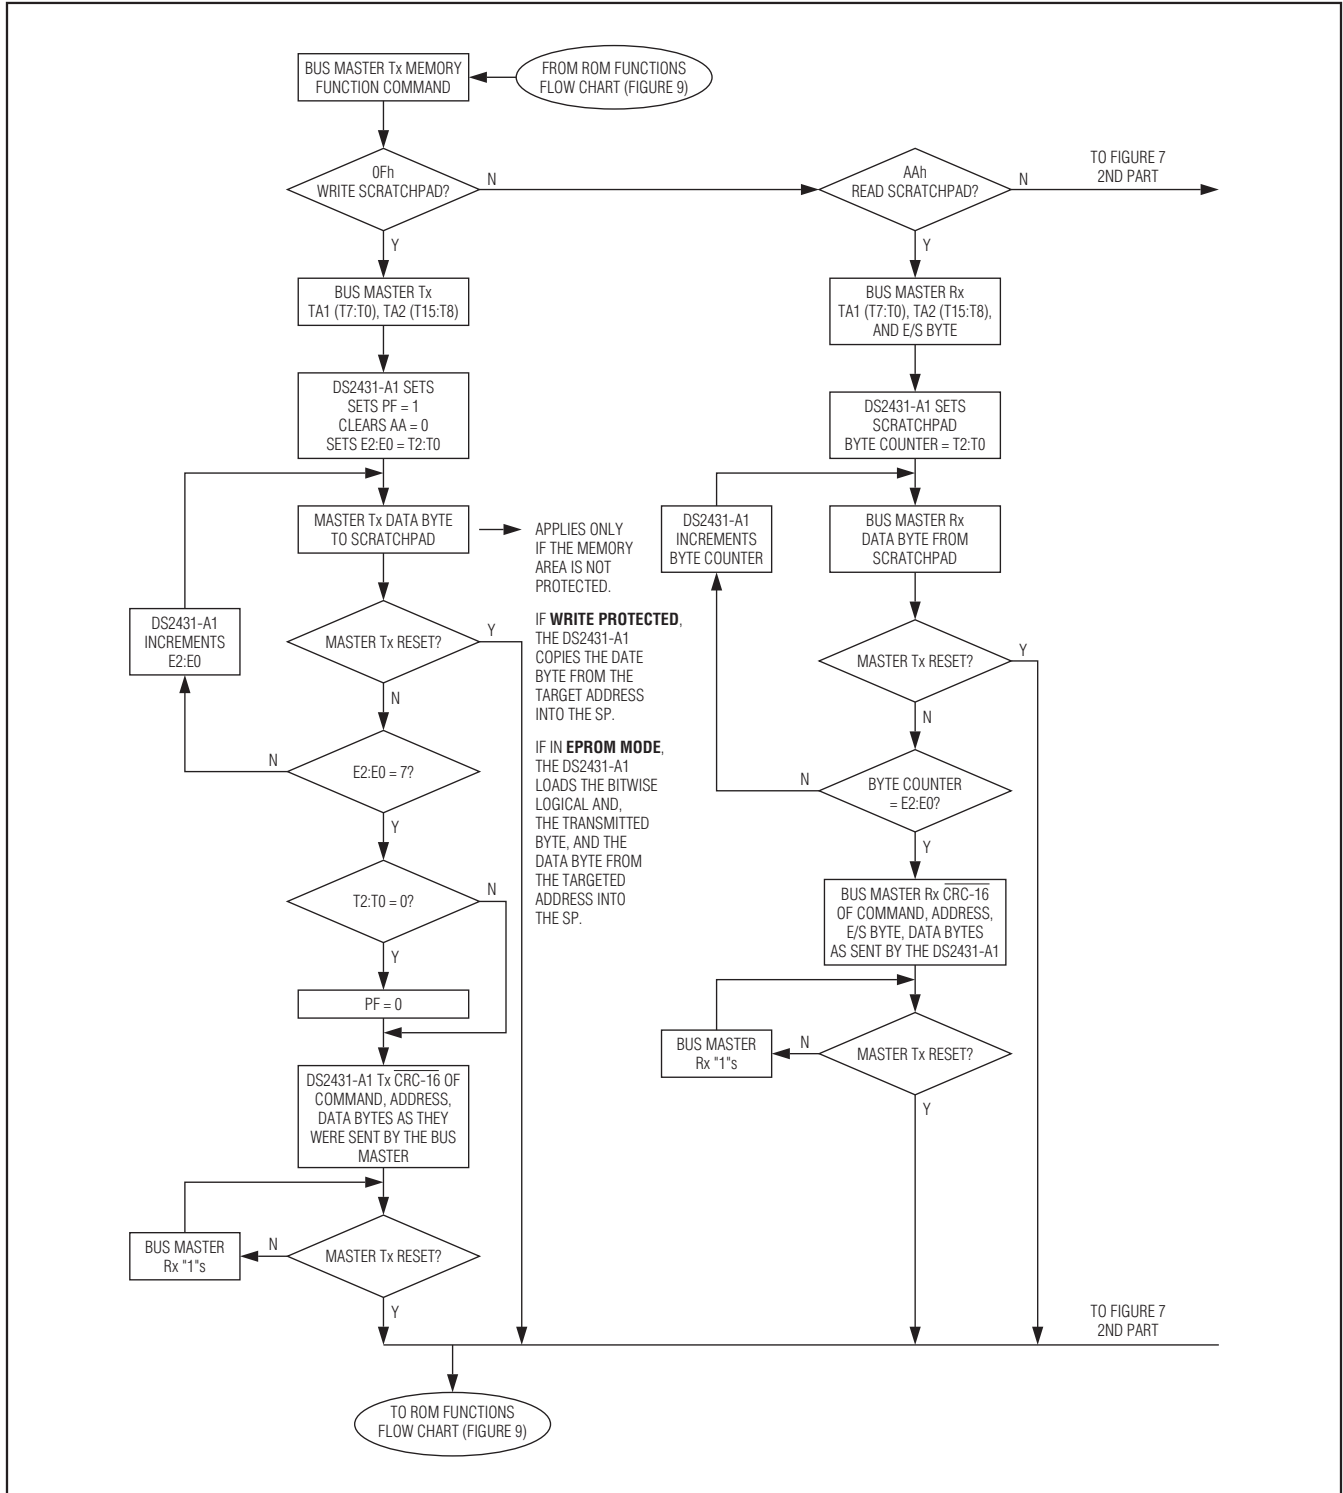 BUS MASTER Tx MEMORY
FUNCTION COMMAND
FROM ROM FUNCTIONS
FLOW CHART (FIGURE 9)
0Fh
WRITE SCRATCHPAD?
N
Y
AAh
READ SCRATCHPAD?
N
Y
TO FIGURE 7
2ND PART
BUS MASTER Tx
TA1 (T7:T0), TA2 (T15:T8)
DS2431-A1 SETS
SETS PF = 1
CLEARS AA = 0
SETS E2:E0 = T2:T0
MASTER Tx DATA BYTE
TO SCRATCHPAD
APPLIES ONLY
IF THE MEMORY
AREA IS NOT
PROTECTED.
IF WRITE PROTECTED,
THE DS2431-A1
COPIES THE DATE
BYTE FROM THE
TARGET ADDRESS
INTO THE SP.
IF IN EPROM MODE,
THE DS2431-A1
LOADS THE BITWISE
LOGICAL AND,
THE TRANSMITTED
BYTE, AND THE
DATA BYTE FROM
THE TARGETED
ADDRESS INTO
THE SP.
DS2431-A1
INCREMENTS
E2:E0
MASTER Tx RESET?
Y
N
E2:E0 = 7?
N
Y
T2:T0 = 0?
N
Y
PF = 0
DS2431-A1 Tx CRC-16 OF
COMMAND, ADDRESS,
DATA BYTES AS THEY
WERE SENT BY THE BUS
MASTER
BUS MASTER
Rx "1"s
N
MASTER Tx RESET?
Y
BUS MASTER Rx
TA1 (T7:T0), TA2 (T15:T8),
AND E/S BYTE
DS2431-A1 SETS
SCRATCHPAD
BYTE COUNTER = T2:T0
DS2431-A1
INCREMENTS
BYTE COUNTER
BUS MASTER Rx
DATA BYTE FROM
SCRATCHPAD
MASTER Tx RESET?
Y
N
BYTE COUNTER
= E2:E0?
N
Y
BUS MASTER Rx CRC-16
OF COMMAND, ADDRESS,
E/S BYTE, DATA BYTES
AS SENT BY THE DS2431-A1
BUS MASTER
Rx "1"s
N
MASTER Tx RESET?
Y
TO FIGURE 7
2ND PART
TO ROM FUNCTIONS
FLOW CHART (FIGURE 9)